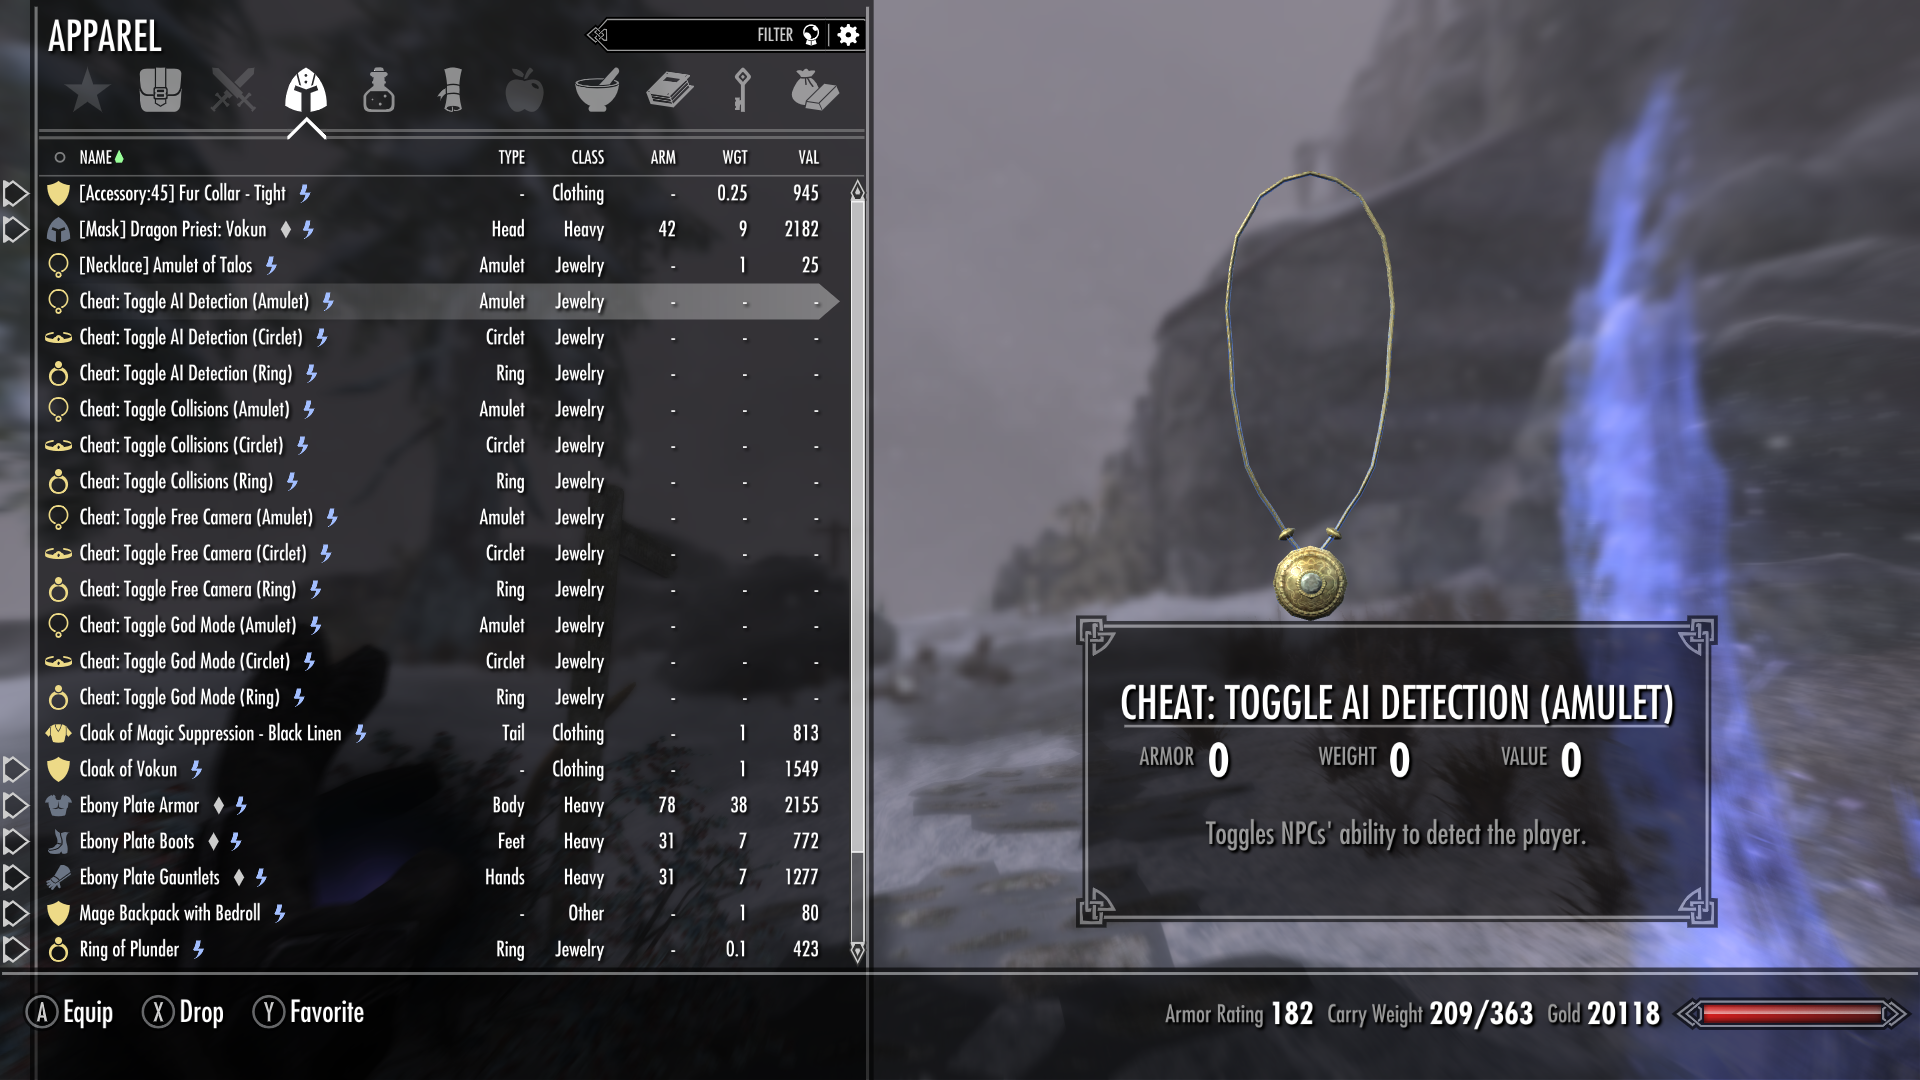 APPAREL
FILTER
NAME TYPE CLASS ARM WGT VAL
[Accessory:45] Fur Collar - Tight - Clothing - 0.25 945
[Mask] Dragon Priest: Vokun Head Heavy 42 9 2182
[Necklace] Amulet of Talos Amulet Jewelry - 1 25
Cheat: Toggle AI Detection (Amulet) Amulet Jewelry - - -
Cheat: Toggle AI Detection (Circlet) Circlet Jewelry - - -
Cheat: Toggle AI Detection (Ring) Ring Jewelry - - -
Cheat: Toggle Collisions (Amulet) Amulet Jewelry - - -
Cheat: Toggle Collisions (Circlet) Circlet Jewelry - - -
Cheat: Toggle Collisions (Ring) Ring Jewelry - - -
Cheat: Toggle Free Camera (Amulet) Amulet Jewelry - - -
Cheat: Toggle Free Camera (Circlet) Circlet Jewelry - - -
Cheat: Toggle Free Camera (Ring) Ring Jewelry - - -
Cheat: Toggle God Mode (Amulet) Amulet Jewelry - - -
Cheat: Toggle God Mode (Circlet) Circlet Jewelry - - -
Cheat: Toggle God Mode (Ring) Ring Jewelry - - -
Cloak of Magic Suppression - Black Linen Tail Clothing - 1 813
Cloak of Vokun - Clothing - 1 1549
Ebony Plate Armor Body Heavy 78 38 2155
Ebony Plate Boots Feet Heavy 31 7 772
Ebony Plate Gauntlets Hands Heavy 31 7 1277
Mage Backpack with Bedroll - Other - 1 80
Ring of Plunder Ring Jewelry - 0.1 423
CHEAT: TOGGLE AI DETECTION (AMULET)
ARMOR 0 WEIGHT 0 VALUE 0
Toggles NPCs' ability to detect the player.
A Equip X Drop Y Favorite
Armor Rating 182 Carry Weight 209/363 Gold 20118